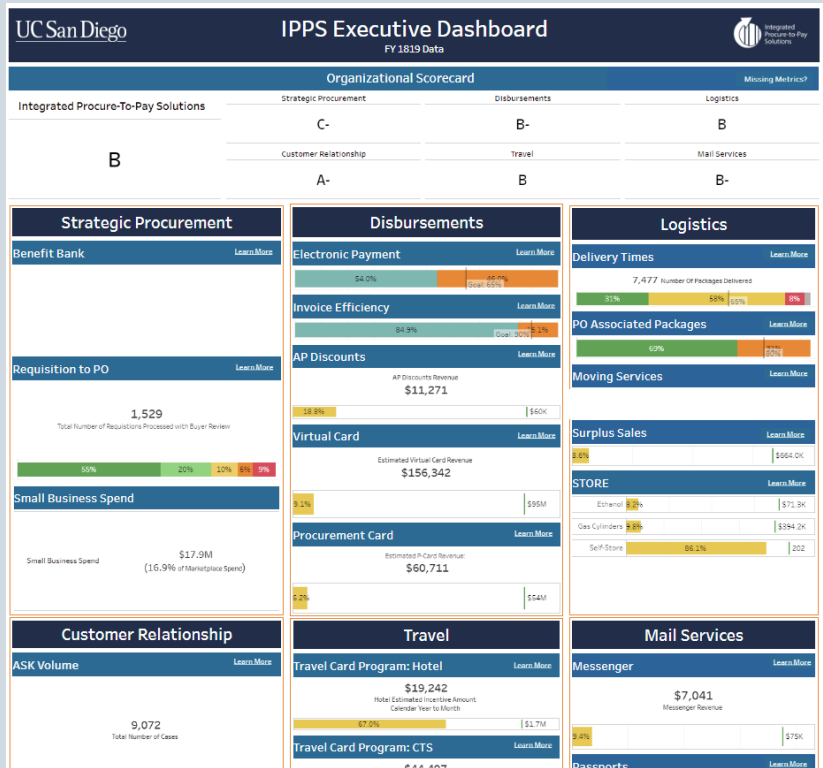 UC San Diego
IPPS Executive Dashboard
FY 1819 Data
Integrated
Procure-to-Pay
Solutions
Organizational Scorecard
Missing Metrics?
Integrated Procure-To-Pay Solutions
B
Strategic Procurement
Disbursements
Logistics
C-
B-
B
Customer Relationship
Travel
Mail Services
A-
B
B-
Strategic Procurement
Benefit Bank
Learn More
Requisition to PO
Learn More
1,529
Total Number of Requistions Processed with Buyer Review
55%
20%
10%
6%
9%
Small Business Spend
Small Business Spend
$17.9M
(16.9% of Marketplace Spend)
Disbursements
Electronic Payment
Learn More
54.0%
46.0%
Goal: 65%
Invoice Efficiency
Learn More
84.9%
Goal: 90%
15.1%
AP Discounts
Learn More
AP Discounts Revenue
$11,271
18.8%
$60K
Virtual Card
Learn More
Estimated Virtual Card Revenue
$156,342
9.1%
$95M
Procurement Card
Learn More
Estimated P-Card Revenue:
$60,711
$54M
Logistics
Delivery Times
Learn More
7,477 Number Of Packages Delivered
31%
58%
65%
8%
PO Associated Packages
Learn More
69%
31%
80%
Moving Services
Learn More
Surplus Sales
Learn More
$664.0K
STORE
Learn More
Ethanol
$71.3K
Gas Cylinders
9.8%
$394.2K
Self-Store
86.1%
202
Customer Relationship
ASK Volume
Learn More
9,072
Total Number of Cases
Travel
Travel Card Program: Hotel
Learn More
$19,242
Hotel Estimated Incentive Amount
Calendar Year to Month
67.0%
$1.7M
Travel Card Program: CTS
Learn More
Mail Services
Messenger
Learn More
$7,041
Messenger Revenue
9.4%
$75K
Passports
Learn More